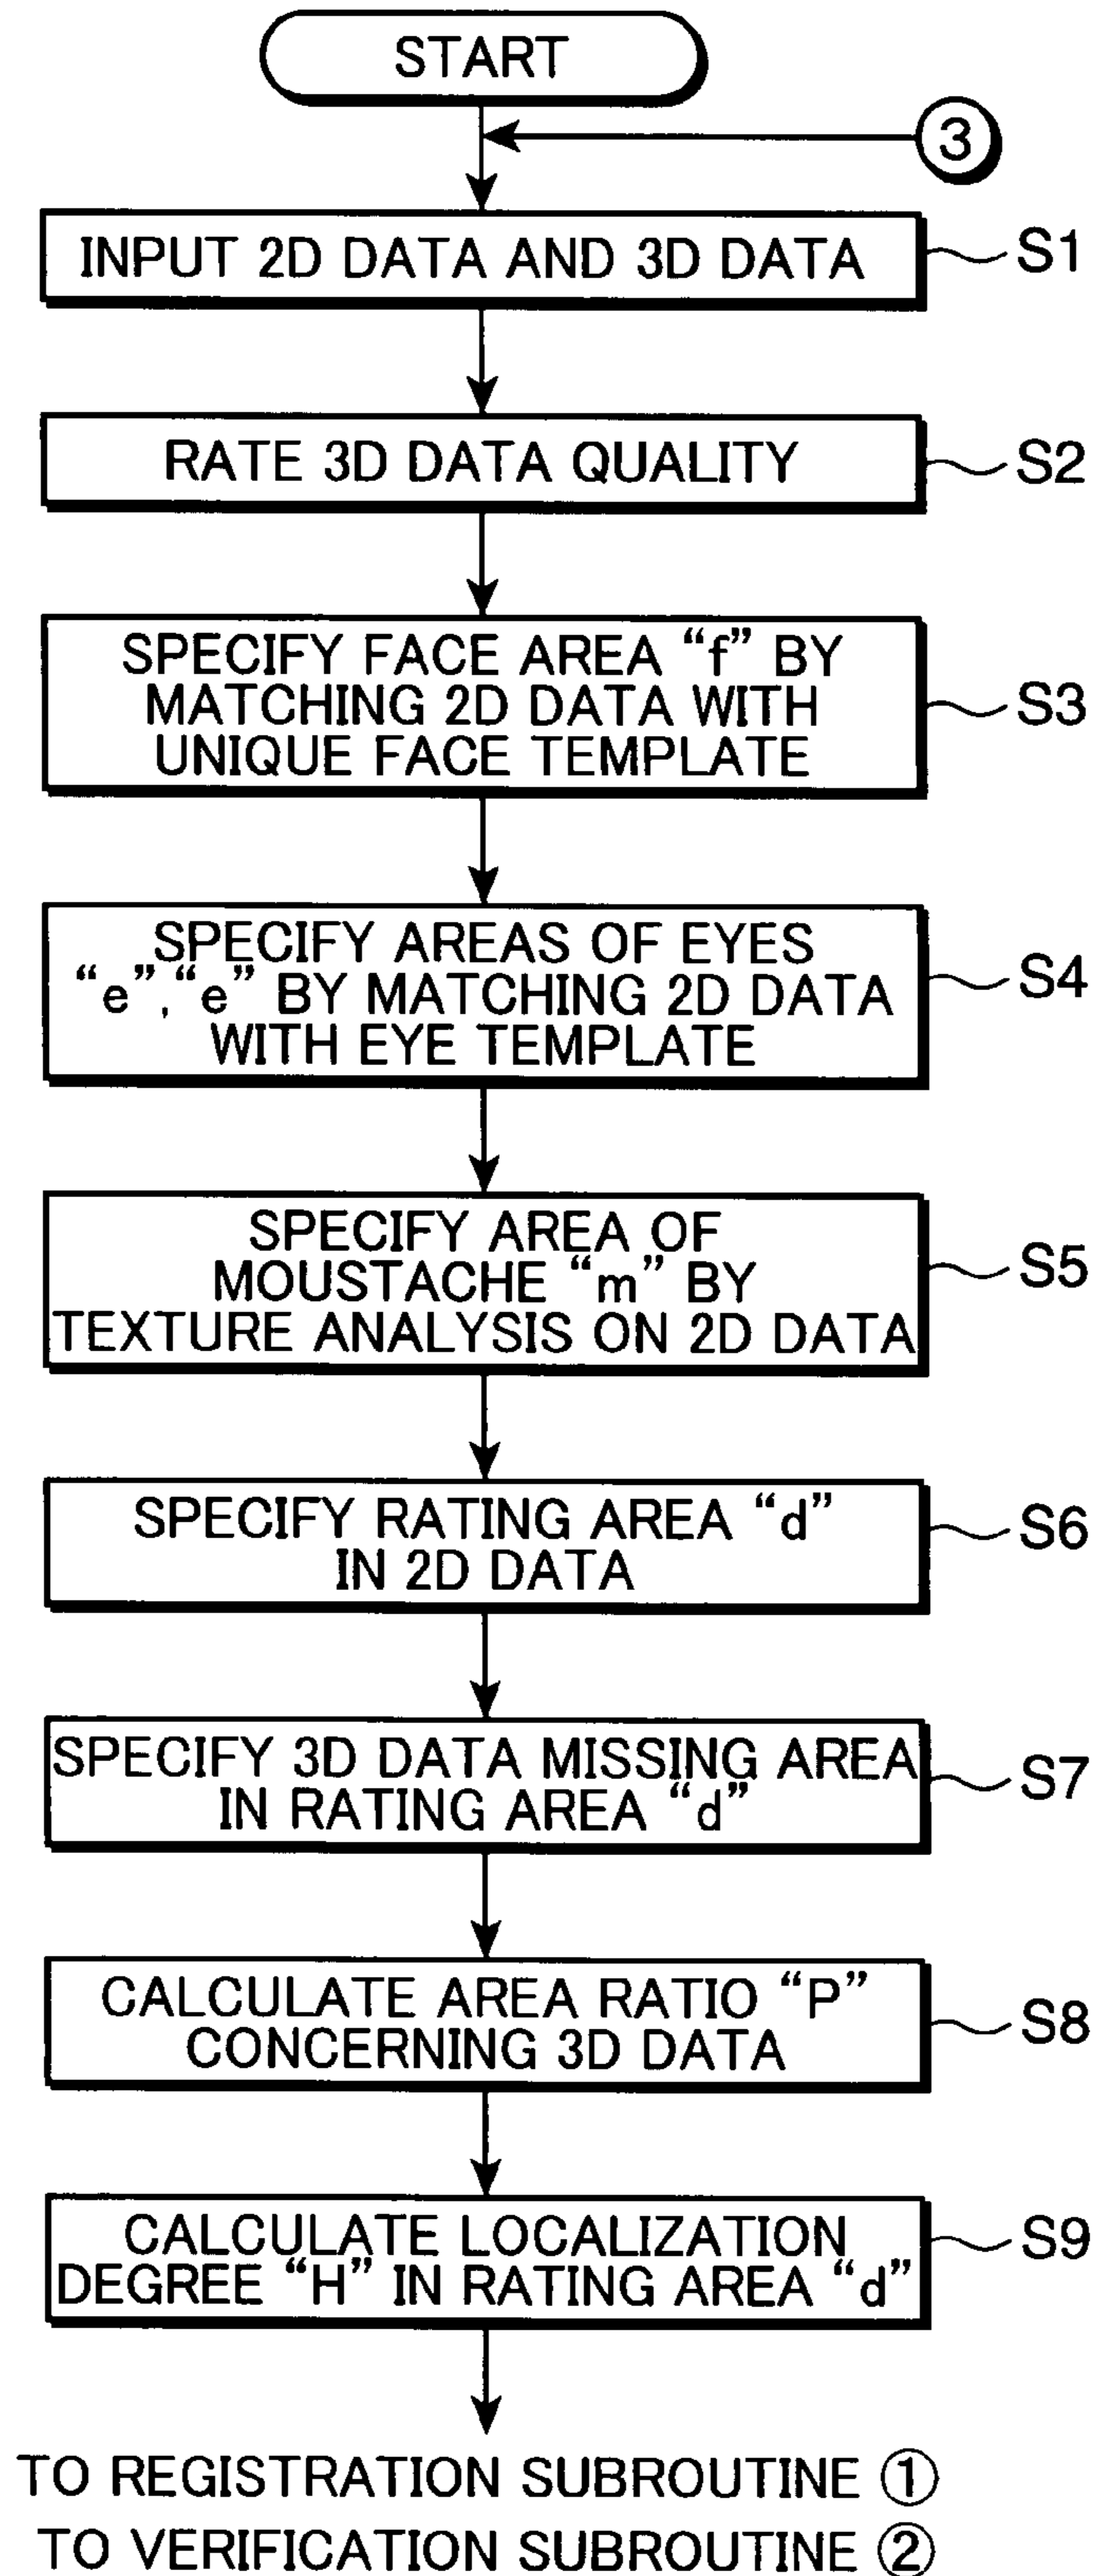 START
③
INPUT 2D DATA AND 3D DATA
S1
RATE 3D DATA QUALITY
S2
SPECIFY FACE AREA “f” BY
MATCHING 2D DATA WITH
UNIQUE FACE TEMPLATE
S3
SPECIFY AREAS OF EYES
“e”,“e” BY MATCHING 2D DATA
WITH EYE TEMPLATE
S4
SPECIFY AREA OF
MOUSTACHE “m” BY
TEXTURE ANALYSIS ON 2D DATA
S5
SPECIFY RATING AREA “d”
IN 2D DATA
S6
SPECIFY 3D DATA MISSING AREA
IN RATING AREA “d”
S7
CALCULATE AREA RATIO “P”
CONCERNING 3D DATA
S8
CALCULATE LOCALIZATION
DEGREE “H” IN RATING AREA “d”
S9
TO REGISTRATION SUBROUTINE ①
TO VERIFICATION SUBROUTINE ②